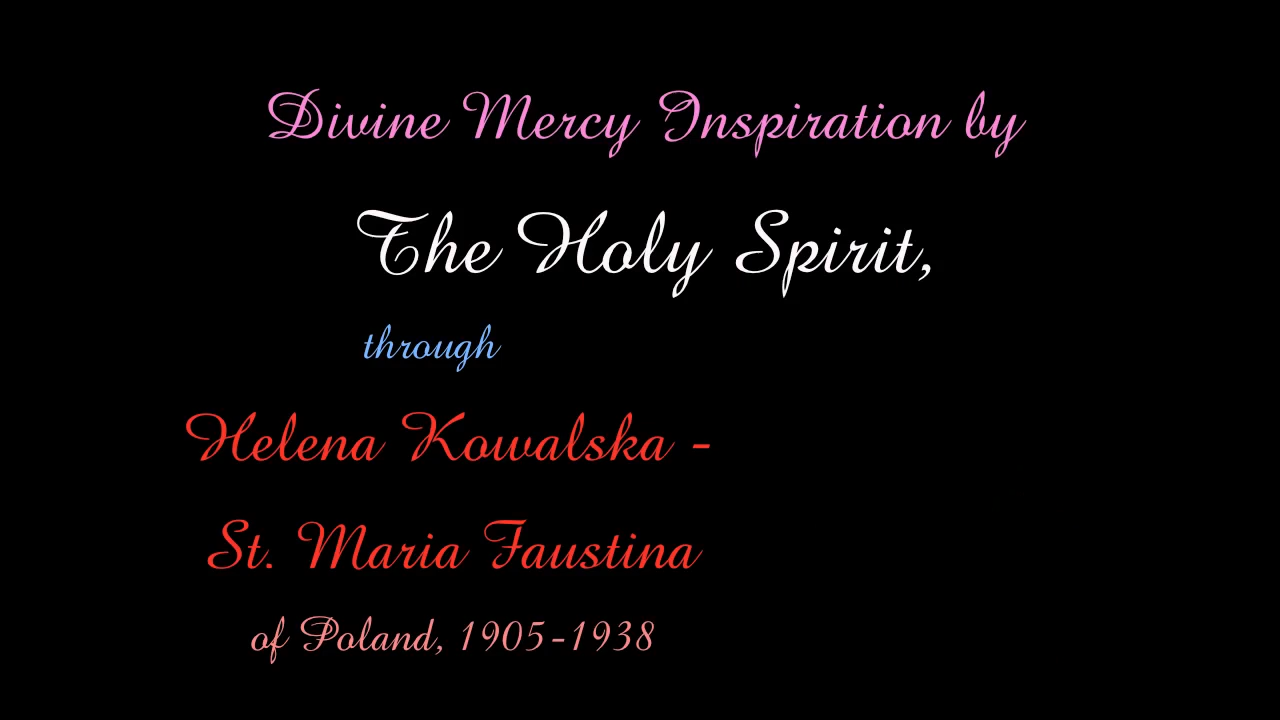 Divine Mercy Inspiration by
The Holy Spirit,
through
Helena Kowalska -
St. Maria Faustina
of Poland, 1905-1938